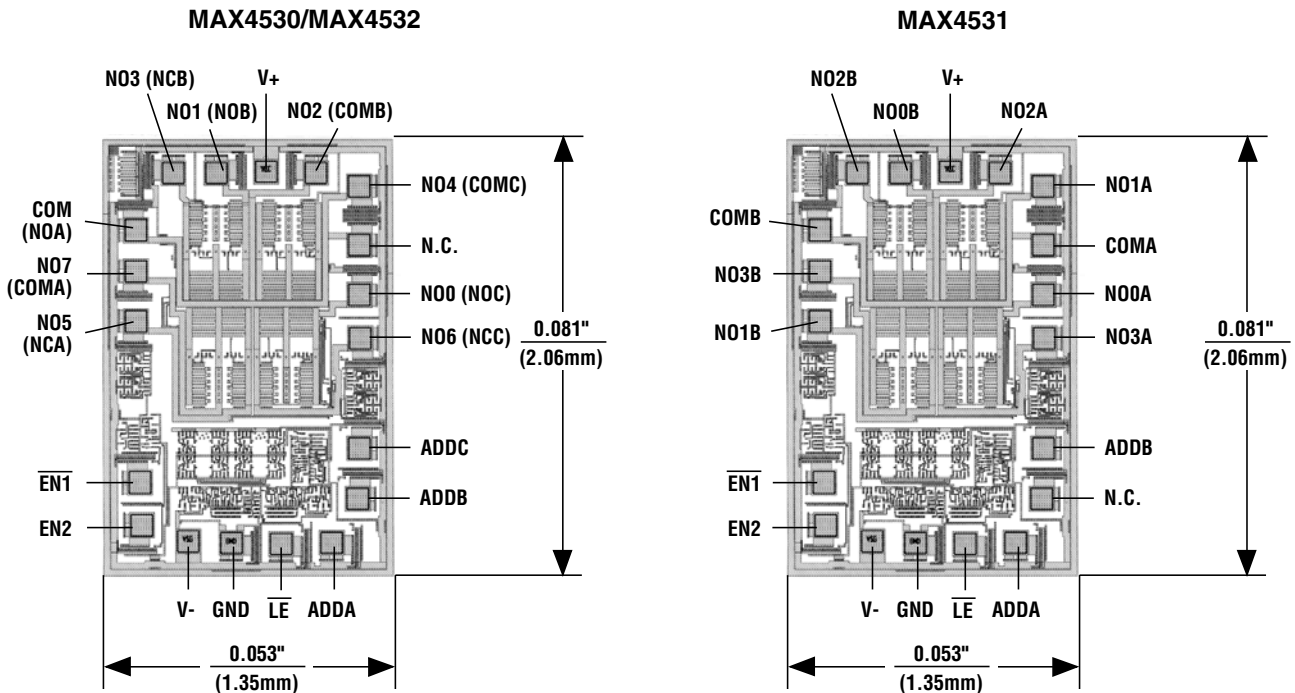 MAX4530/MAX4532
NO3 (NCB)
V+
NO1 (NOB)
NO2 (COMB)
NO4 (COMC)
COM
(NOA)
N.C.
NO7
(COMA)
NO0 (NOC)
NO5
(NCA)
NO6 (NCC)
0.081"
(2.06mm)
ADDC
EN1
ADDB
EN2
V-
GND
LE
ADDA
0.053"
(1.35mm)
MAX4531
NO2B
V+
NO0B
NO2A
NO1A
COMB
COMA
NO3B
NO0A
NO1B
NO3A
0.081"
(2.06mm)
ADDB
EN1
N.C.
EN2
V-
GND
LE
ADDA
0.053"
(1.35mm)